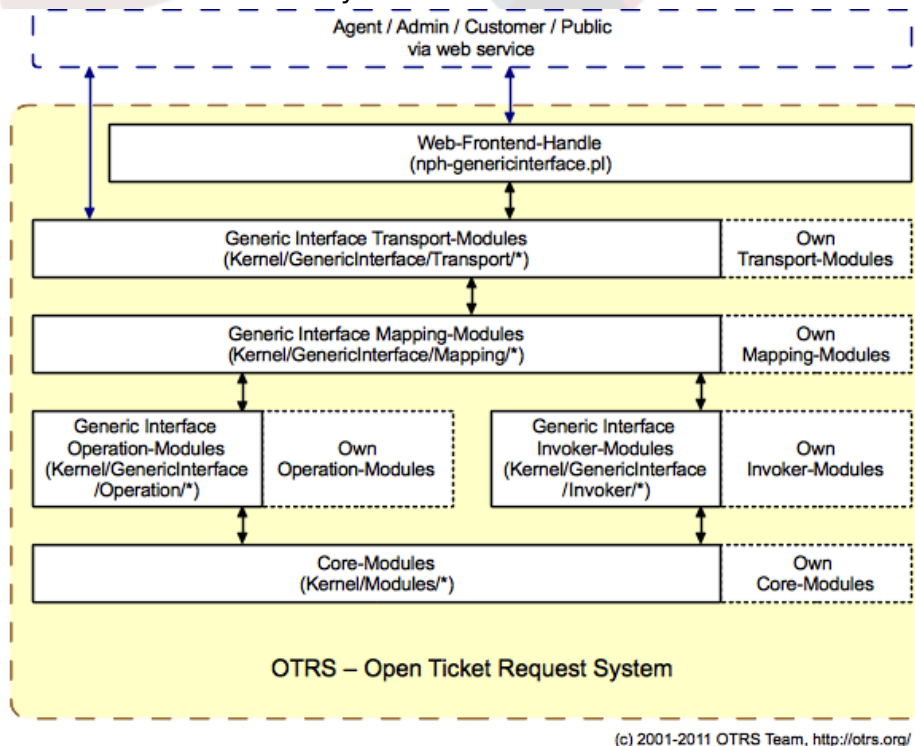 Agent / Admin / Customer / Public
via web service
Web-Frontend-Handle
(nph-genericinterface.pl)
Generic Interface Transport-Modules
(Kernel/GenericInterface/Transport/*)
Own
Transport-Modules
Generic Interface Mapping-Modules
(Kernel/GenericInterface/Mapping/*)
Own
Mapping-Modules
Generic Interface
Operation-Modules
(Kernel/GenericInterface
/Operation/*)
Own
Operation-Modules
Generic Interface
Invoker-Modules
(Kernel/GenericInterface
/Invoker/*)
Own
Invoker-Modules
Core-Modules
(Kernel/Modules/*)
Own
Core-Modules
OTRS – Open Ticket Request System
(c) 2001-2011 OTRS Team, http://otrs.org/